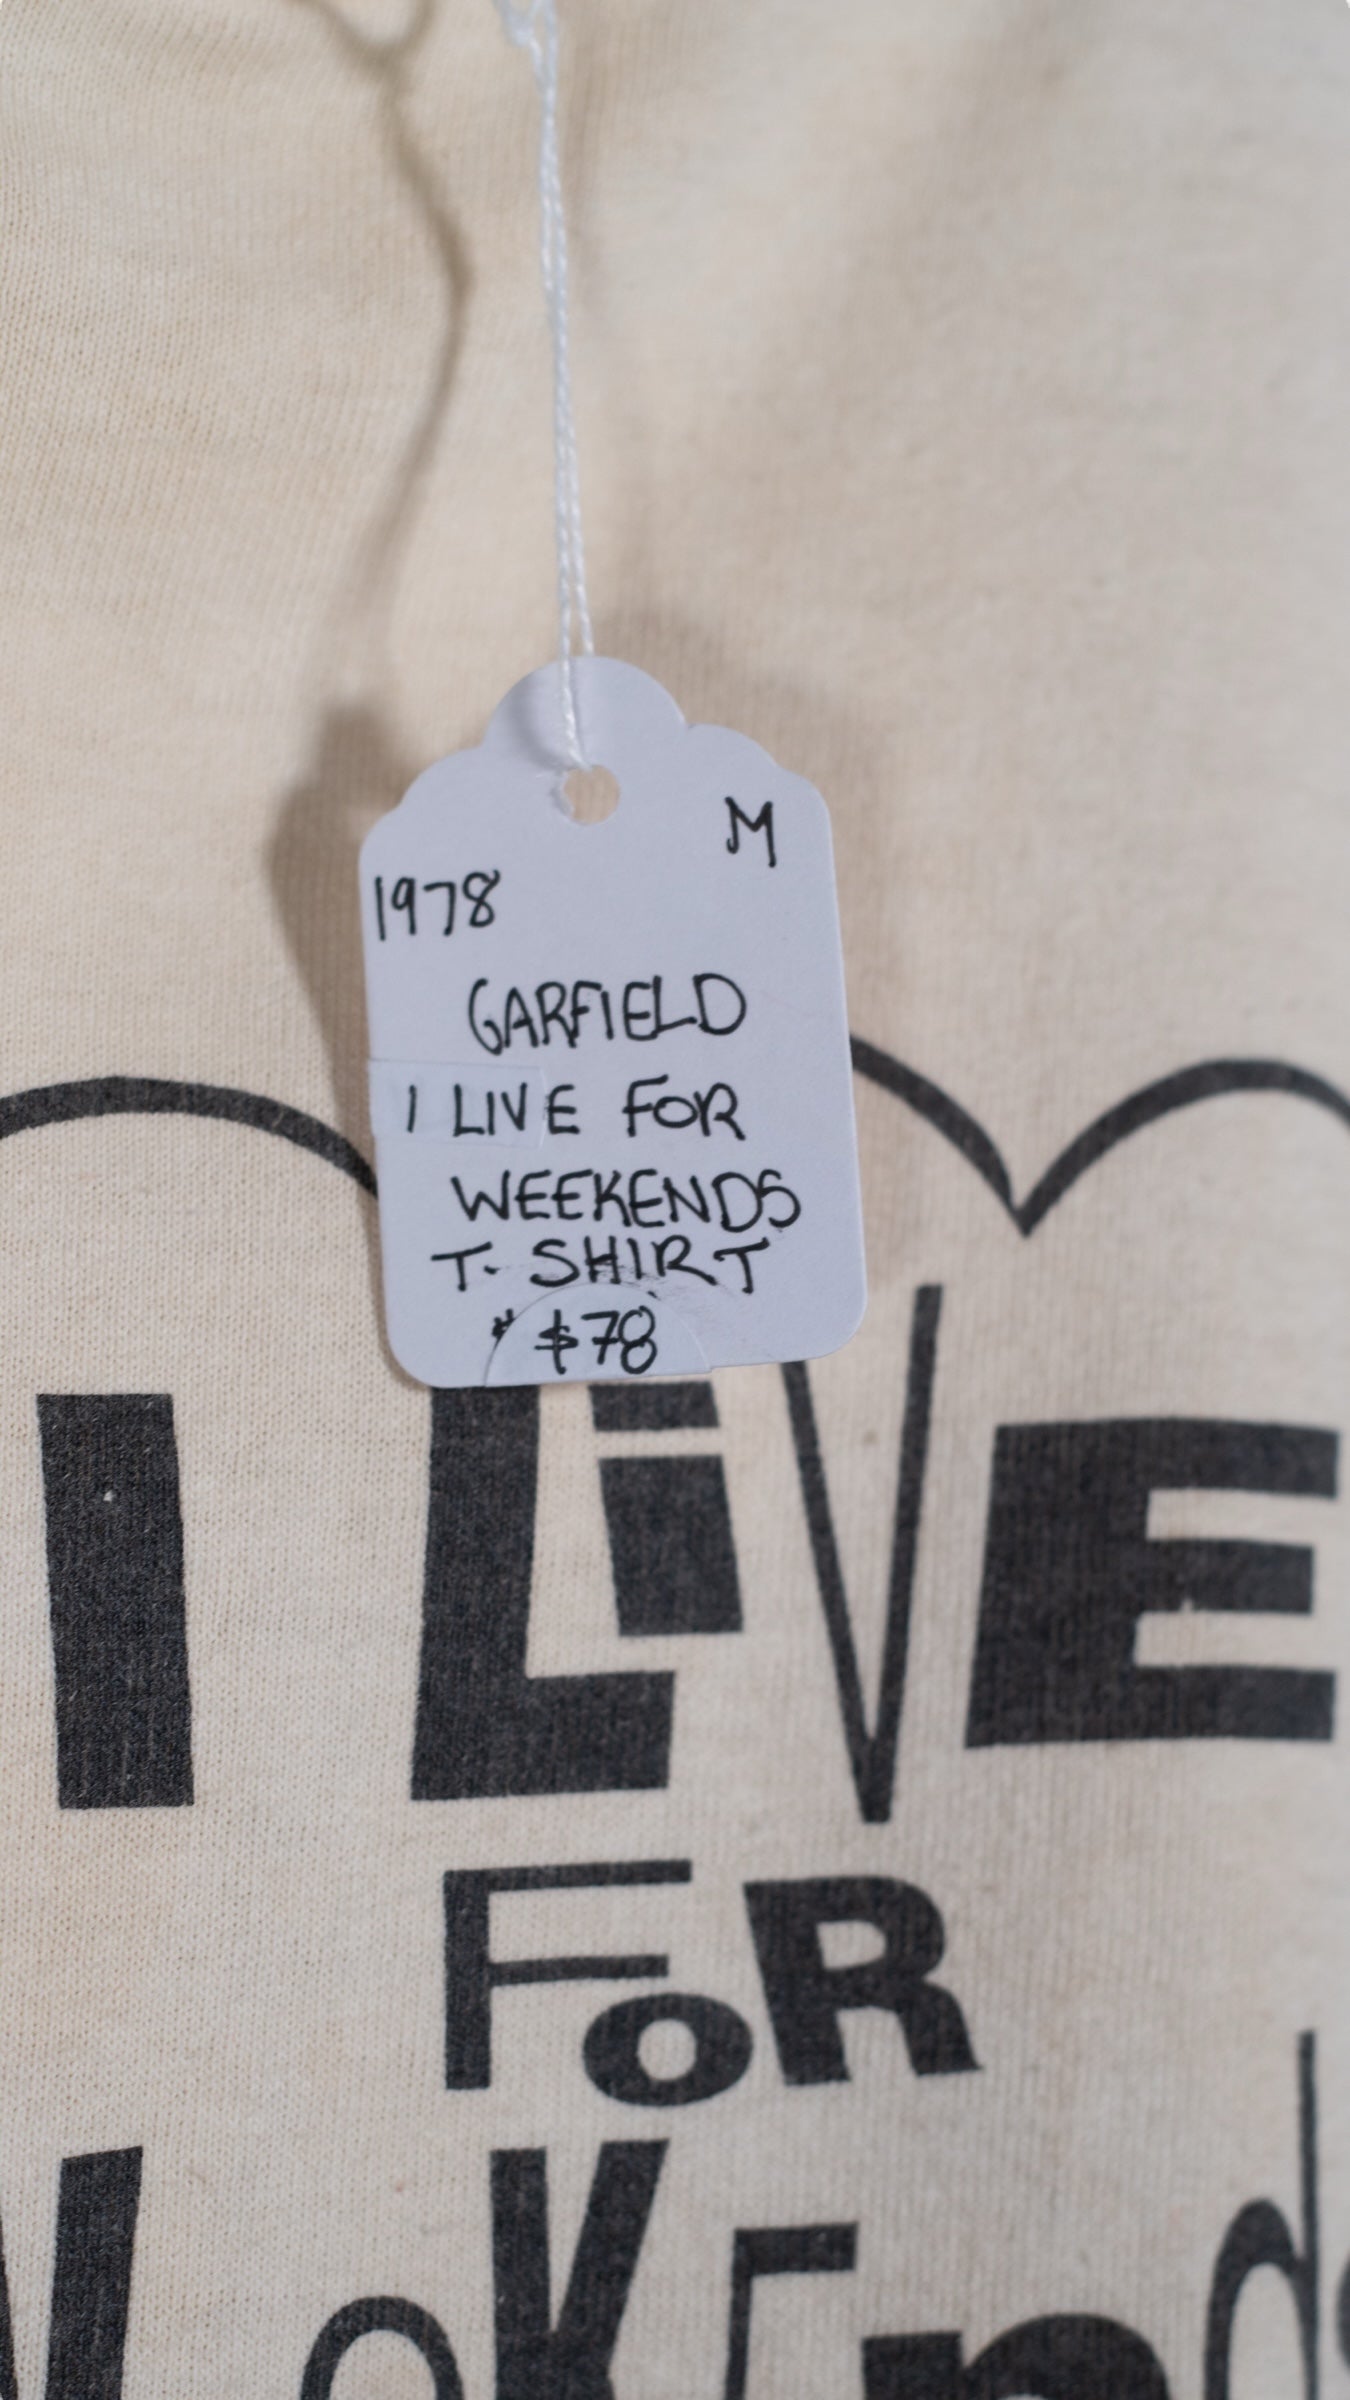 M
1978
GARFIELD
I LIVE FOR
WEEKENDS
T. SHIRT
$78
I LiVE
FoR